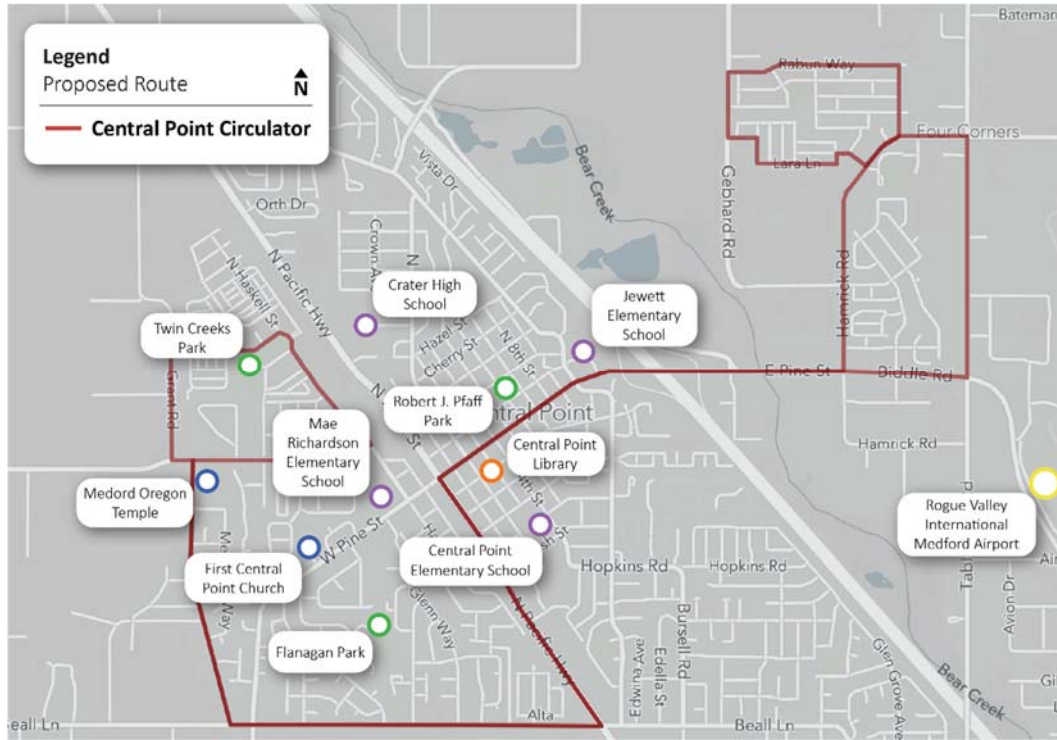 Legend
Proposed Route
N
Central Point Circulator
Bateman
Rabun Way
Four Corners
Lara Ln
Gebhard Rd
Hamrick Rd
Bear Creek
Vista Dr
Orth Dr
Crown Av
N
N Pacific Hwy
N Haskell St
Crater High
School
Jewett
Elementary
School
Twin Creeks
Park
Hazel St
Cherry St
N 8th St
Grant Rd
E Pine St
Biddle Rd
Robert J. Pfaff
Park
Central Point
Library
Mae
Richardson
Elementary
School
Hamrick Rd
Medord Oregon
Temple
Rogue Valley
International
Medford Airport
W Pine St
First Central
Point Church
Central Point
Elementary School
Hopkins Rd
Hopkins Rd
Flanagan Park
Glenn Way
N Pacific Hwy
Bursell Rd
Edella St
Edwina Ave
Glen Grove Ave
Bear Creek
Avion Dr
Alta
Beall Ln